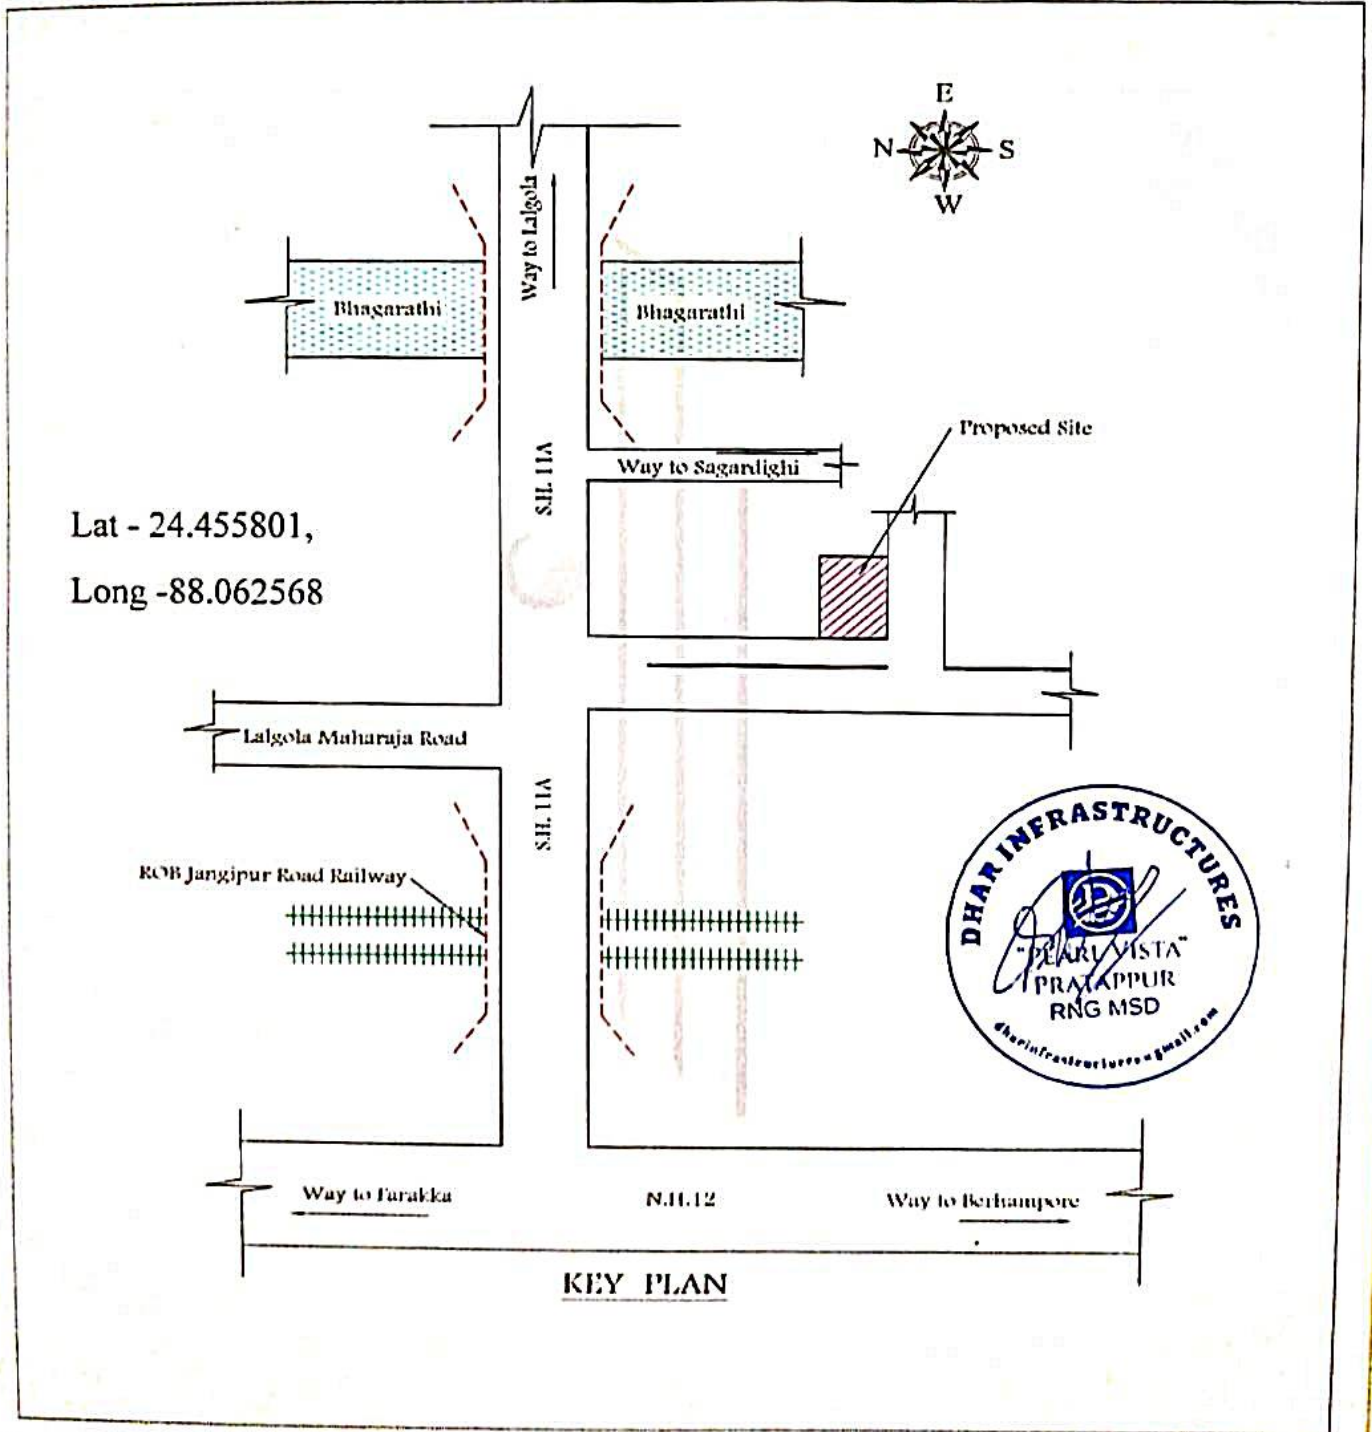 E
N
S
W
Way to Lalgola
Bhagarathi
Bhagarathi
Proposed Site
Way to Sagardighi
S.H. 11A
Lat - 24.455801,
Long -88.062568
Lalgola Maharaja Road
S.H. 11A
ROB Jangipur Road Railway
DHAR INFRASTRUCTURES
"PEARL VISTA"
PRATAPPUR
RNG MSD
Way to Farakka
N.H.12
Way to Berhampore
KEY PLAN